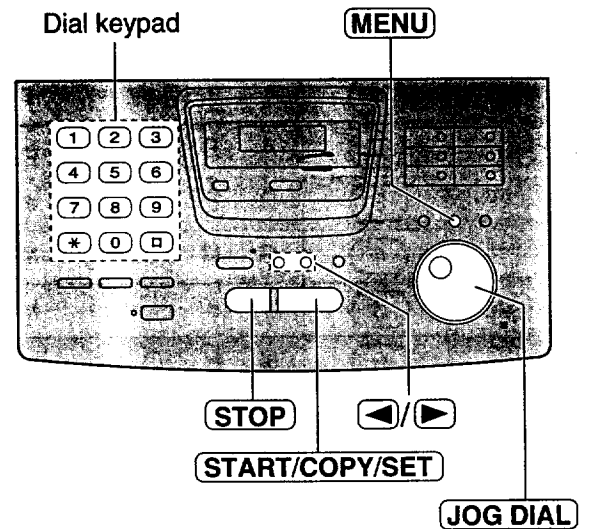 Dial keypad
MENU
1 2 3
4 5 6
7 8 9
* 0 ⌑
STOP
◀/▶
START/COPY/SET
JOG DIAL